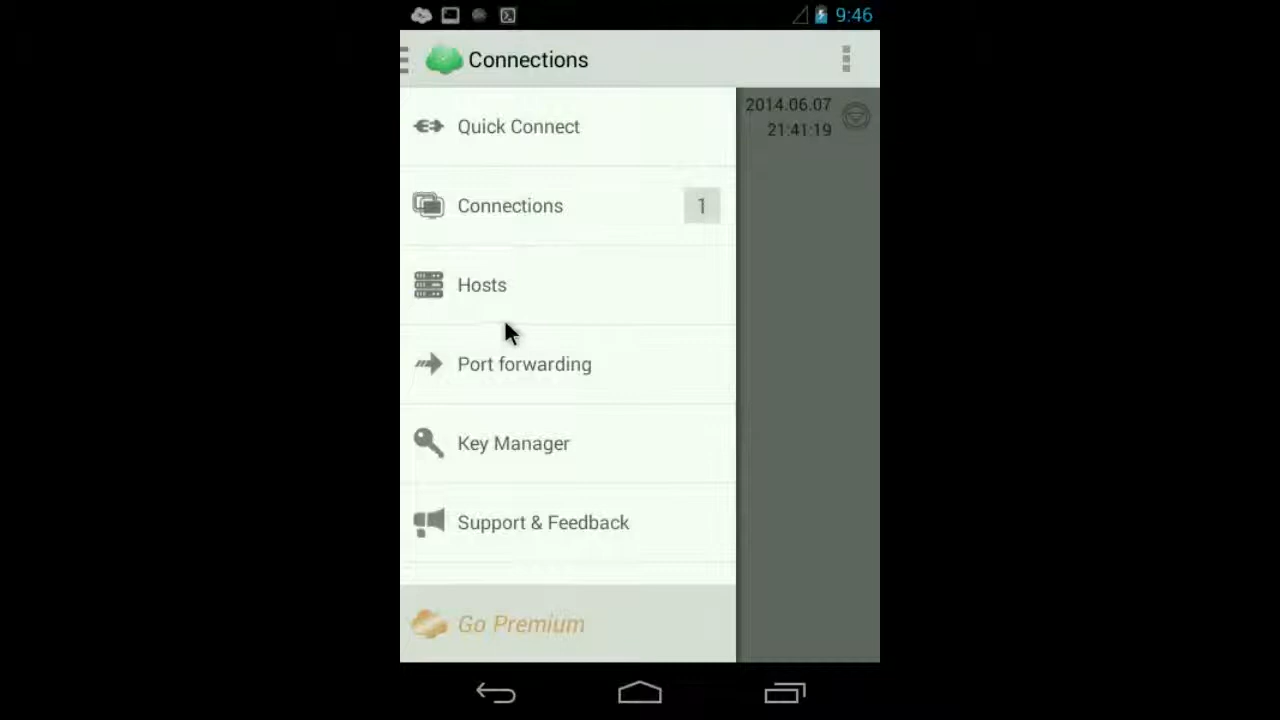 9:46
Connections
Quick Connect
2014.06.07
21:41:19
Connections 1
Hosts
Port forwarding
Key Manager
Support & Feedback
Go Premium